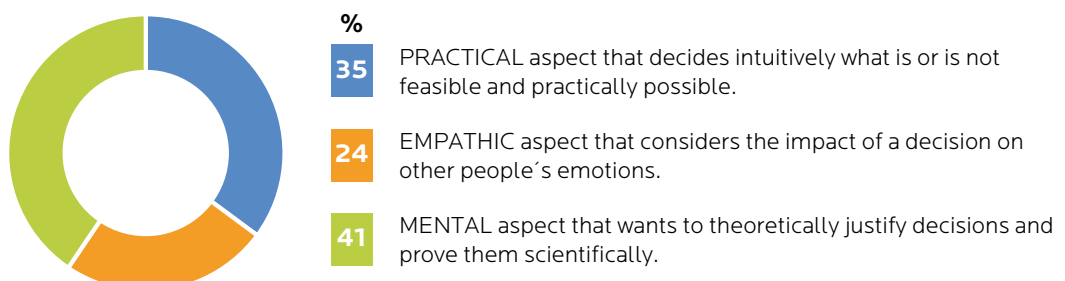 %
35
PRACTICAL aspect that decides intuitively what is or is not
feasible and practically possible.
24
EMPATHIC aspect that considers the impact of a decision on
other people´s emotions.
41
MENTAL aspect that wants to theoretically justify decisions and
prove them scientifically.